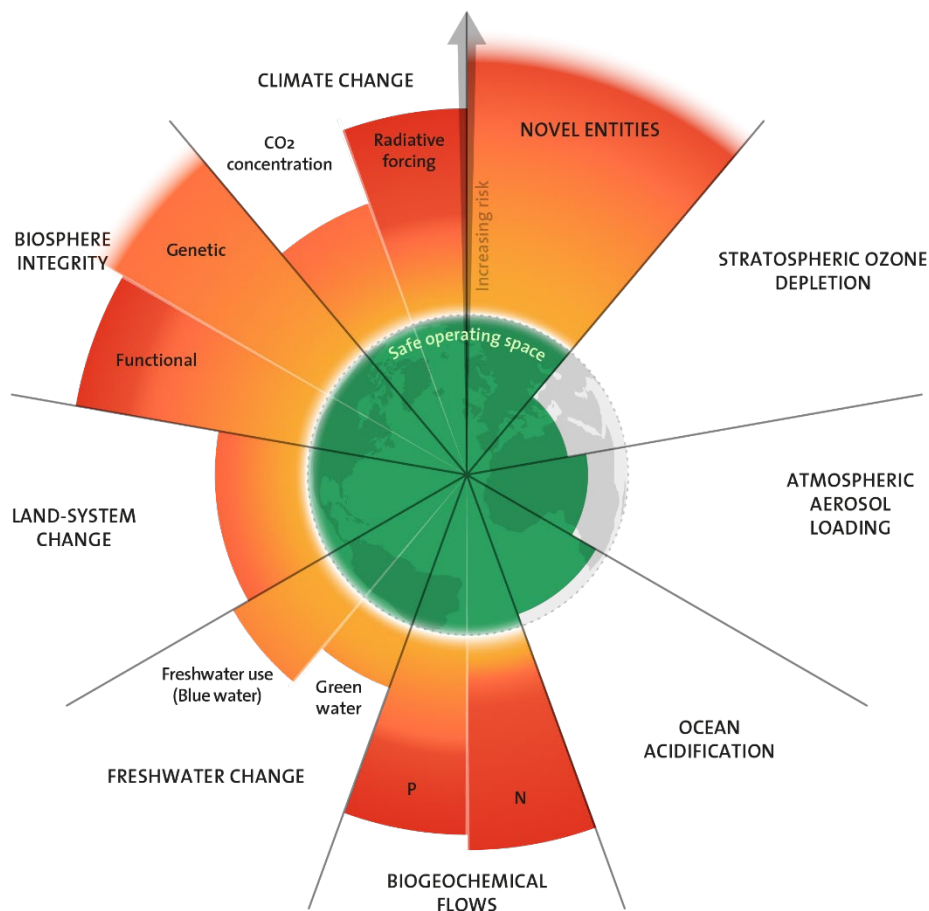 CLIMATE CHANGE
CO2
concentration
Radiative
forcing
NOVEL ENTITIES
Increasing risk
BIOSPHERE
INTEGRITY
Genetic
Functional
STRATOSPHERIC OZONE
DEPLETION
Safe operating space
ATMOSPHERIC
AEROSOL
LOADING
LAND-SYSTEM
CHANGE
Freshwater use
(Blue water)
Green
water
OCEAN
ACIDIFICATION
FRESHWATER CHANGE
P
N
BIOGEOCHEMICAL
FLOWS